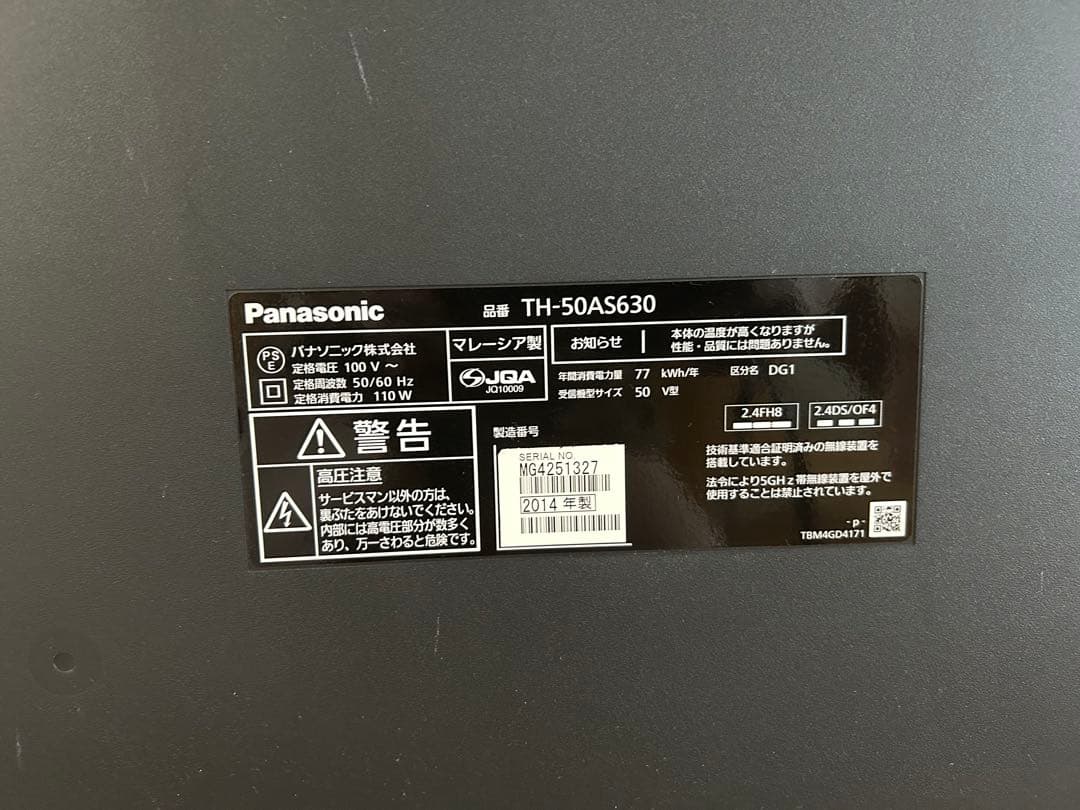 Panasonic
品番 TH-50AS630
PS
E
パナソニック株式会社
定格電圧 100 V ~
定格周波数 50/60 Hz
定格消費電力 110 W
マレーシア製
JQA
JQ10009
お知らせ
本体の温度が高くなりますが
性能・品質には問題ありません。
年間消費電力量 77 kWh/年 区分名 DG1
受信機型サイズ 50 V型
2.4FH8
2.4DS/OF4
技術基準適合証明済みの無線装置を
搭載しています。
法令により5GHz帯無線装置を屋外で
使用することは禁止されています。
警告
高圧注意
サービスマン以外の方は、
裏ぶたをあけないでください。
内部には高電圧部分が数多く
あり、万一さわると危険です。
製造番号
SERIAL NO.
MG4251327
2014 年製
- p -
TBM4GD4171